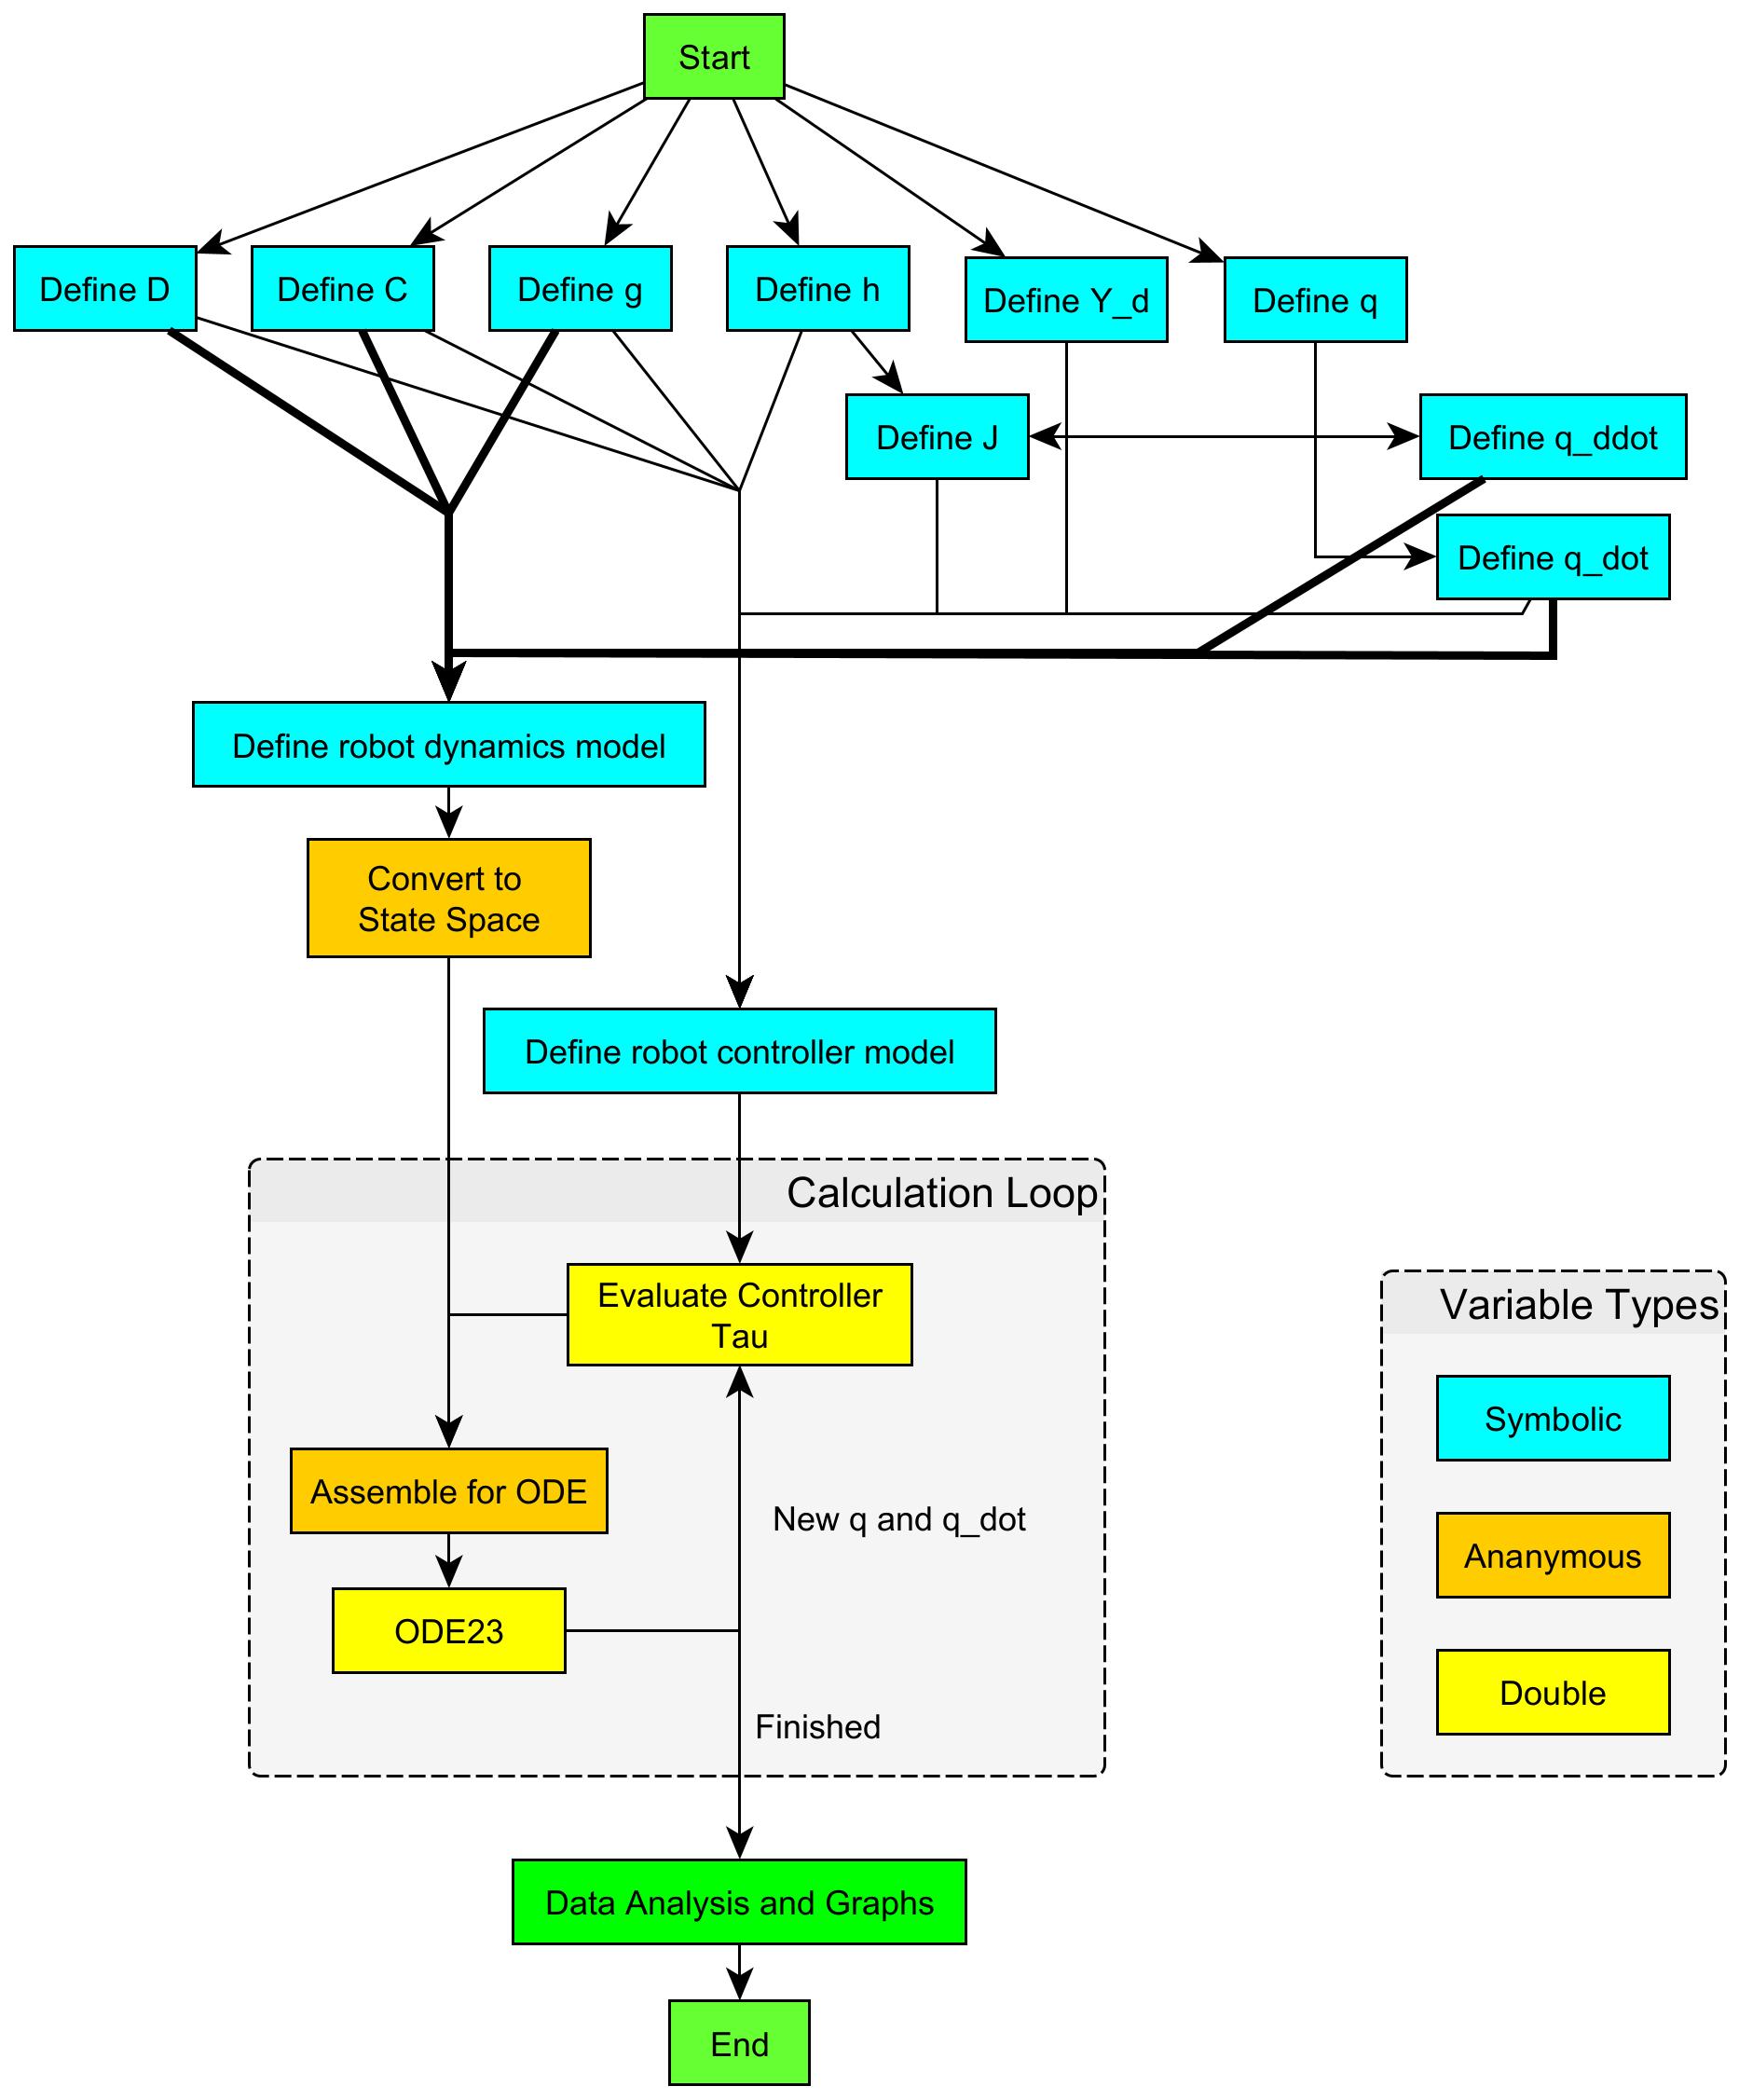 Start
Define D
Define C
Define g
Define h
Define Y_d
Define q
Define J
Define q_ddot
Define q_dot
Define robot dynamics model
Convert to
State Space
Define robot controller model
Calculation Loop
Evaluate Controller
Tau
Assemble for ODE
New q and q_dot
ODE23
Finished
Variable Types
Symbolic
Ananymous
Double
Data Analysis and Graphs
End